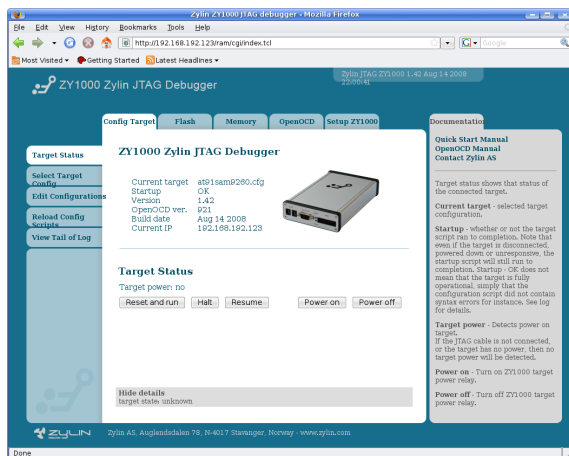 Zylin ZY1000 JTAG debugger - Mozilla Firefox
File Edit View History Bookmarks Tools Help
http://192.168.192.123/ram/cgi/index.tcl
Google
Most Visited Getting Started Latest Headlines
Zylin JTAG ZY1000 1.42 Aug 14 2008
22:00:41
ZY1000 Zylin JTAG Debugger
Config Target Flash Memory OpenOCD Setup ZY1000
Target Status
Select Target
Config
Edit Configurations
Reload Config
Scripts
View Tail of Log
ZY1000 Zylin JTAG Debugger
Current target at91sam9260.cfg
Startup OK
Version 1.42
OpenOCD ver. 921
Build date Aug 14 2008
Current IP 192.168.192.123
Target Status
Target power: no
Reset and run Halt Resume Power on Power off
Hide details
target state: unknown
Documentation
Quick Start Manual
OpenOCD Manual
Contact Zylin AS
Target status shows that status of
the connected target.
Current target - selected target
configuration.
Startup - whether or not the target
script ran to completion. Note that
even if the target is disconnected,
powered down or unresponsive, the
startup script will still run to
completion. Startup - OK does not
mean that the target is fully
operational, simply that the
configuration script did not contain
syntax errors for instance. See log
for details.
Target power - Detects power on
target.
If the JTAG cable is not connected,
or the target has no power, then no
target power will be detected.
Power on - Turn on ZY1000 target
power relay.
Power off - Turn off ZY1000 target
power relay.
ZYLIN
Zylin AS, Auglendsdalen 78, N-4017 Stavanger, Norway - www.zylin.com
Done